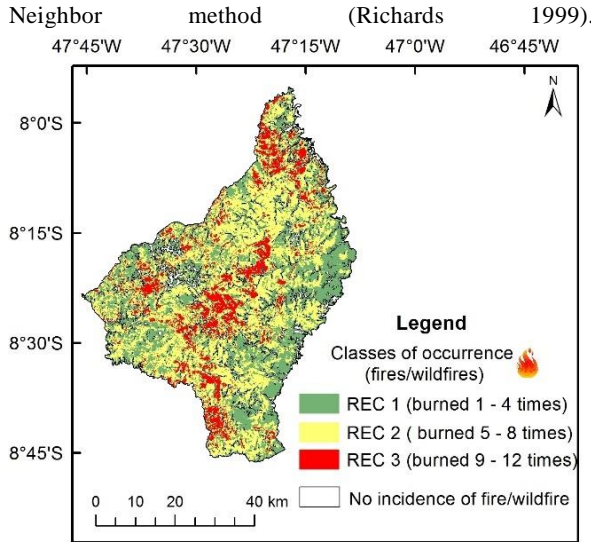 Neighbor method (Richards 1999).
47°45'W 47°30'W 47°15'W 47°0'W 46°45'W
N
8°0'S
8°15'S
8°30'S
8°45'S
Legend
Classes of occurrence
(fires/wildfires)
REC 1 (burned 1 - 4 times)
REC 2 ( burned 5 - 8 times)
REC 3 (burned 9 - 12 times)
No incidence of fire/wildfire
0 10 20 40 km